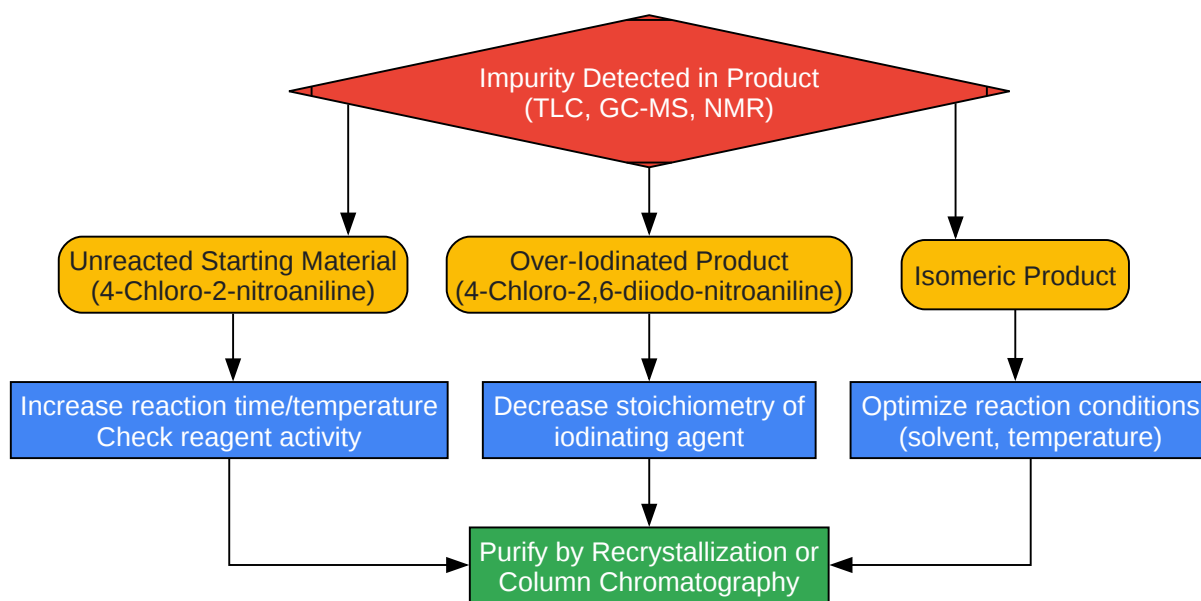 Impurity Detected in Product
(TLC, GC-MS, NMR)
Unreacted Starting Material
(4-Chloro-2-nitroaniline)
Over-Iodinated Product
(4-Chloro-2,6-diiodo-nitroaniline)
Isomeric Product
Increase reaction time/temperature
Check reagent activity
Decrease stoichiometry of
iodinating agent
Optimize reaction conditions
(solvent, temperature)
Purify by Recrystallization or
Column Chromatography